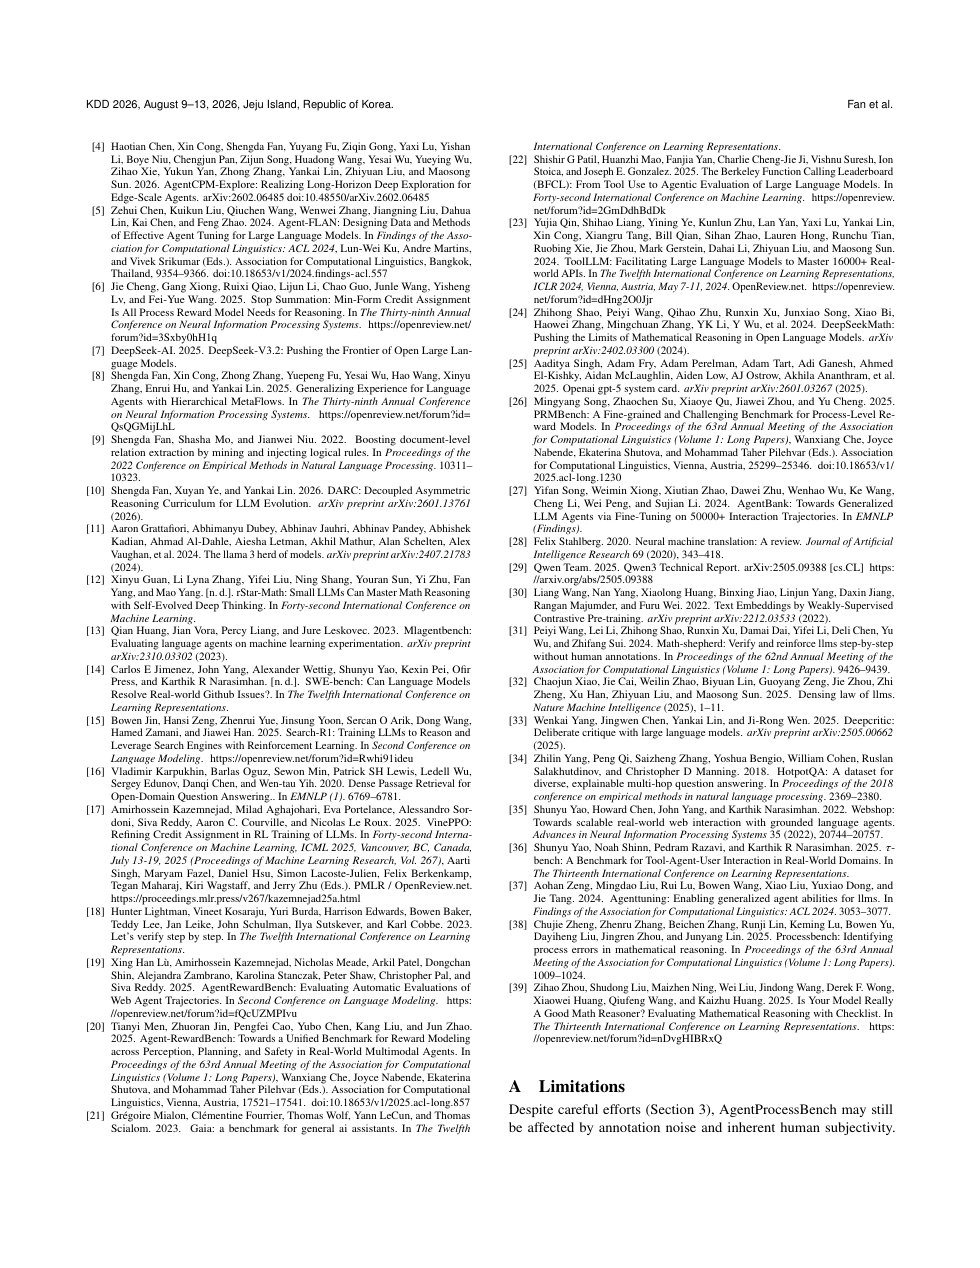 KDD 2026, August 9–13, 2026, Jeju Island, Republic of Korea.
Fan et al.
[4] Haotian Chen, Xin Cong, Shengda Fan, Yuyang Fu, Ziqin Gong, Yaxi Lu, Yishan
Li, Boye Niu, Chengjun Pan, Zijun Song, Huadong Wang, Yesai Wu, Yueying Wu,
Zihao Xie, Yukun Yan, Zhong Zhang, Yankai Lin, Zhiyuan Liu, and Maosong
Sun. 2026. AgentCPM-Explore: Realizing Long-Horizon Deep Exploration for
Edge-Scale Agents. arXiv:2602.06485 doi:10.48550/arXiv.2602.06485
[5] Zehui Chen, Kuikun Liu, Qiuchen Wang, Wenwei Zhang, Jiangning Liu, Dahua
Lin, Kai Chen, and Feng Zhao. 2024. Agent-FLAN: Designing Data and Methods
of Effective Agent Tuning for Large Language Models. In Findings of the Asso-
ciation for Computational Linguistics: ACL 2024, Lun-Wei Ku, Andre Martins,
and Vivek Srikumar (Eds.). Association for Computational Linguistics, Bangkok,
Thailand, 9354–9366. doi:10.18653/v1/2024.findings-acl.557
[6] Jie Cheng, Gang Xiong, Ruixi Qiao, Lijun Li, Chao Guo, Junle Wang, Yisheng
Lv, and Fei-Yue Wang. 2025. Stop Summation: Min-Form Credit Assignment
Is All Process Reward Model Needs for Reasoning. In The Thirty-ninth Annual
Conference on Neural Information Processing Systems. https://openreview.net/
forum?id=3Sxby0hH1q
[7] DeepSeek-AI. 2025. DeepSeek-V3.2: Pushing the Frontier of Open Large Lan-
guage Models.
[8] Shengda Fan, Xin Cong, Zhong Zhang, Yuepeng Fu, Yesai Wu, Hao Wang, Xinyu
Zhang, Enrui Hu, and Yankai Lin. 2025. Generalizing Experience for Language
Agents with Hierarchical MetaFlows. In The Thirty-ninth Annual Conference
on Neural Information Processing Systems. https://openreview.net/forum?id=
QsQGMijLhL
[9] Shengda Fan, Shasha Mo, and Jianwei Niu. 2022. Boosting document-level
relation extraction by mining and injecting logical rules. In Proceedings of the
2022 Conference on Empirical Methods in Natural Language Processing. 10311–
10323.
[10] Shengda Fan, Xuyan Ye, and Yankai Lin. 2026. DARC: Decoupled Asymmetric
Reasoning Curriculum for LLM Evolution. arXiv preprint arXiv:2601.13761
(2026).
[11] Aaron Grattafiori, Abhimanyu Dubey, Abhinav Jauhri, Abhinav Pandey, Abhishek
Kadian, Ahmad Al-Dahle, Aiesha Letman, Akhil Mathur, Alan Schelten, Alex
Vaughan, et al. 2024. The llama 3 herd of models. arXiv preprint arXiv:2407.21783
(2024).
[12] Xinyu Guan, Li Lyna Zhang, Yifei Liu, Ning Shang, Youran Sun, Yi Zhu, Fan
Yang, and Mao Yang. [n. d.]. rStar-Math: Small LLMs Can Master Math Reasoning
with Self-Evolved Deep Thinking. In Forty-second International Conference on
Machine Learning.
[13] Qian Huang, Jian Vora, Percy Liang, and Jure Leskovec. 2023. Mlagentbench:
Evaluating language agents on machine learning experimentation. arXiv preprint
arXiv:2310.03302 (2023).
[14] Carlos E Jimenez, John Yang, Alexander Wettig, Shunyu Yao, Kexin Pei, Ofir
Press, and Karthik R Narasimhan. [n. d.]. SWE-bench: Can Language Models
Resolve Real-world Github Issues?. In The Twelfth International Conference on
Learning Representations.
[15] Bowen Jin, Hansi Zeng, Zhenrui Yue, Jinsung Yoon, Sercan O Arik, Dong Wang,
Hamed Zamani, and Jiawei Han. 2025. Search-R1: Training LLMs to Reason and
Leverage Search Engines with Reinforcement Learning. In Second Conference on
Language Modeling. https://openreview.net/forum?id=Rwhi91ideu
[16] Vladimir Karpukhin, Barlas Oguz, Sewon Min, Patrick SH Lewis, Ledell Wu,
Sergey Edunov, Danqi Chen, and Wen-tau Yih. 2020. Dense Passage Retrieval for
Open-Domain Question Answering.. In EMNLP (1). 6769–6781.
[17] Amirhossein Kazemnejad, Milad Aghajohari, Eva Portelance, Alessandro Sor-
doni, Siva Reddy, Aaron C. Courville, and Nicolas Le Roux. 2025. VinePPO:
Refining Credit Assignment in RL Training of LLMs. In Forty-second Interna-
tional Conference on Machine Learning, ICML 2025, Vancouver, BC, Canada,
July 13-19, 2025 (Proceedings of Machine Learning Research, Vol. 267), Aarti
Singh, Maryam Fazel, Daniel Hsu, Simon Lacoste-Julien, Felix Berkenkamp,
Tegan Maharaj, Kiri Wagstaff, and Jerry Zhu (Eds.). PMLR / OpenReview.net.
https://proceedings.mlr.press/v267/kazemnejad25a.html
[18] Hunter Lightman, Vineet Kosaraju, Yuri Burda, Harrison Edwards, Bowen Baker,
Teddy Lee, Jan Leike, John Schulman, Ilya Sutskever, and Karl Cobbe. 2023.
Let's verify step by step. In The Twelfth International Conference on Learning
Representations.
[19] Xing Han Lù, Amirhossein Kazemnejad, Nicholas Meade, Arkil Patel, Dongchan
Shin, Alejandra Zambrano, Karolina Stanczak, Peter Shaw, Christopher Pal, and
Siva Reddy. 2025. AgentRewardBench: Evaluating Automatic Evaluations of
Web Agent Trajectories. In Second Conference on Language Modeling. https:
//openreview.net/forum?id=fQcUZMPIvu
[20] Tianyi Men, Zhuoran Jin, Pengfei Cao, Yubo Chen, Kang Liu, and Jun Zhao.
2025. Agent-RewardBench: Towards a Unified Benchmark for Reward Modeling
across Perception, Planning, and Safety in Real-World Multimodal Agents. In
Proceedings of the 63rd Annual Meeting of the Association for Computational
Linguistics (Volume 1: Long Papers), Wanxiang Che, Joyce Nabende, Ekaterina
Shutova, and Mohammad Taher Pilehvar (Eds.). Association for Computational
Linguistics, Vienna, Austria, 17521–17541. doi:10.18653/v1/2025.acl-long.857
[21] Grégoire Mialon, Clémentine Fourrier, Thomas Wolf, Yann LeCun, and Thomas
Scialom. 2023. Gaia: a benchmark for general ai assistants. In The Twelfth
International Conference on Learning Representations.
[22] Shishir G Patil, Huanzhi Mao, Fanjia Yan, Charlie Cheng-Jie Ji, Vishnu Suresh, Ion
Stoica, and Joseph E. Gonzalez. 2025. The Berkeley Function Calling Leaderboard
(BFCL): From Tool Use to Agentic Evaluation of Large Language Models. In
Forty-second International Conference on Machine Learning. https://openreview.
net/forum?id=2GmDdhBdDk
[23] Yujia Qin, Shihao Liang, Yining Ye, Kunlun Zhu, Lan Yan, Yaxi Lu, Yankai Lin,
Xin Cong, Xiangru Tang, Bill Qian, Sihan Zhao, Lauren Hong, Runchu Tian,
Ruobing Xie, Jie Zhou, Mark Gerstein, Dahai Li, Zhiyuan Liu, and Maosong Sun.
2024. ToolLLM: Facilitating Large Language Models to Master 16000+ Real-
world APIs. In The Twelfth International Conference on Learning Representations,
ICLR 2024, Vienna, Austria, May 7-11, 2024. OpenReview.net. https://openreview.
net/forum?id=dHng2O0Jjr
[24] Zhihong Shao, Peiyi Wang, Qihao Zhu, Runxin Xu, Junxiao Song, Xiao Bi,
Haowei Zhang, Mingchuan Zhang, YK Li, Y Wu, et al. 2024. DeepSeekMath:
Pushing the Limits of Mathematical Reasoning in Open Language Models. arXiv
preprint arXiv:2402.03300 (2024).
[25] Aaditya Singh, Adam Fry, Adam Perelman, Adam Tart, Adi Ganesh, Ahmed
El-Kishky, Aidan McLaughlin, Aiden Low, AJ Ostrow, Akhila Ananthram, et al.
2025. Openai gpt-5 system card. arXiv preprint arXiv:2601.03267 (2025).
[26] Mingyang Song, Zhaochen Su, Xiaoye Qu, Jiawei Zhou, and Yu Cheng. 2025.
PRMBench: A Fine-grained and Challenging Benchmark for Process-Level Re-
ward Models. In Proceedings of the 63rd Annual Meeting of the Association
for Computational Linguistics (Volume 1: Long Papers), Wanxiang Che, Joyce
Nabende, Ekaterina Shutova, and Mohammad Taher Pilehvar (Eds.). Association
for Computational Linguistics, Vienna, Austria, 25299–25346. doi:10.18653/v1/
2025.acl-long.1230
[27] Yifan Song, Weimin Xiong, Xiutian Zhao, Dawei Zhu, Wenhao Wu, Ke Wang,
Cheng Li, Wei Peng, and Sujian Li. 2024. AgentBank: Towards Generalized
LLM Agents via Fine-Tuning on 50000+ Interaction Trajectories. In EMNLP
(Findings).
[28] Felix Stahlberg. 2020. Neural machine translation: A review. Journal of Artificial
Intelligence Research 69 (2020), 343–418.
[29] Qwen Team. 2025. Qwen3 Technical Report. arXiv:2505.09388 [cs.CL] https:
//arxiv.org/abs/2505.09388
[30] Liang Wang, Nan Yang, Xiaolong Huang, Binxing Jiao, Linjun Yang, Daxin Jiang,
Rangan Majumder, and Furu Wei. 2022. Text Embeddings by Weakly-Supervised
Contrastive Pre-training. arXiv preprint arXiv:2212.03533 (2022).
[31] Peiyi Wang, Lei Li, Zhihong Shao, Runxin Xu, Damai Dai, Yifei Li, Deli Chen, Yu
Wu, and Zhifang Sui. 2024. Math-shepherd: Verify and reinforce llms step-by-step
without human annotations. In Proceedings of the 62nd Annual Meeting of the
Association for Computational Linguistics (Volume 1: Long Papers). 9426–9439.
[32] Chaojun Xiao, Jie Cai, Weilin Zhao, Biyuan Lin, Guoyang Zeng, Jie Zhou, Zhi
Zheng, Xu Han, Zhiyuan Liu, and Maosong Sun. 2025. Densing law of llms.
Nature Machine Intelligence (2025), 1–11.
[33] Wenkai Yang, Jingwen Chen, Yankai Lin, and Ji-Rong Wen. 2025. Deepcritic:
Deliberate critique with large language models. arXiv preprint arXiv:2505.00662
(2025).
[34] Zhilin Yang, Peng Qi, Saizheng Zhang, Yoshua Bengio, William Cohen, Ruslan
Salakhutdinov, and Christopher D Manning. 2018. HotpotQA: A dataset for
diverse, explainable multi-hop question answering. In Proceedings of the 2018
conference on empirical methods in natural language processing. 2369–2380.
[35] Shunyu Yao, Howard Chen, John Yang, and Karthik Narasimhan. 2022. Webshop:
Towards scalable real-world web interaction with grounded language agents.
Advances in Neural Information Processing Systems 35 (2022), 20744–20757.
[36] Shunyu Yao, Noah Shinn, Pedram Razavi, and Karthik R Narasimhan. 2025. τ-
bench: A Benchmark for Tool-Agent-User Interaction in Real-World Domains. In
The Thirteenth International Conference on Learning Representations.
[37] Aohan Zeng, Mingdao Liu, Rui Lu, Bowen Wang, Xiao Liu, Yuxiao Dong, and
Jie Tang. 2024. Agenttuning: Enabling generalized agent abilities for llms. In
Findings of the Association for Computational Linguistics: ACL 2024. 3053–3077.
[38] Chujie Zheng, Zhenru Zhang, Beichen Zhang, Runji Lin, Keming Lu, Bowen Yu,
Dayiheng Liu, Jingren Zhou, and Junyang Lin. 2025. Processbench: Identifying
process errors in mathematical reasoning. In Proceedings of the 63rd Annual
Meeting of the Association for Computational Linguistics (Volume 1: Long Papers).
1009–1024.
[39] Zihao Zhou, Shudong Liu, Maizhen Ning, Wei Liu, Jindong Wang, Derek F. Wong,
Xiaowei Huang, Qiufeng Wang, and Kaizhu Huang. 2025. Is Your Model Really
A Good Math Reasoner? Evaluating Mathematical Reasoning with Checklist. In
The Thirteenth International Conference on Learning Representations. https:
//openreview.net/forum?id=nDvgHIBRxQ
A Limitations
Despite careful efforts (Section 3), AgentProcessBench may still
be affected by annotation noise and inherent human subjectivity.